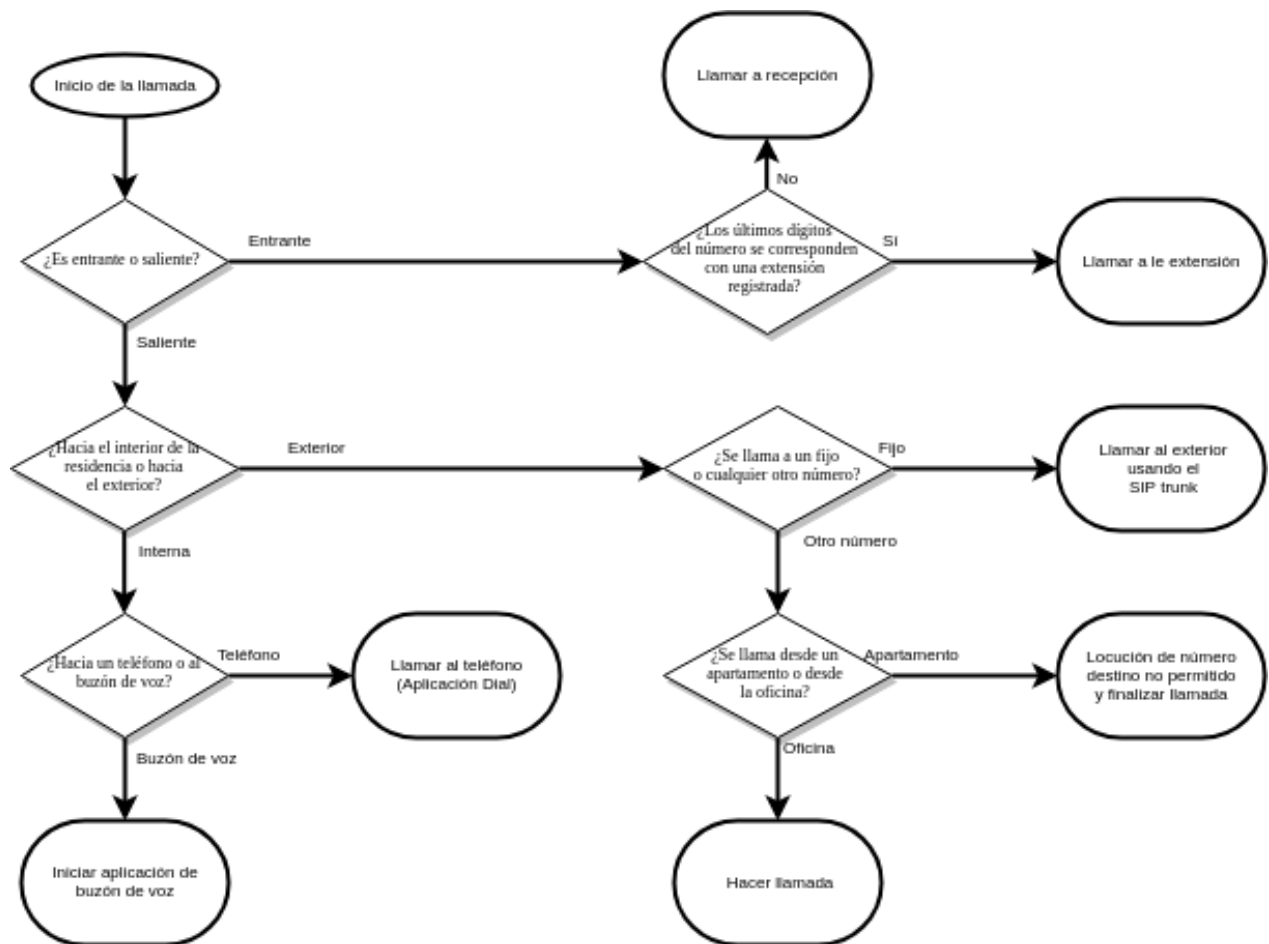 Inicio de la llamada
Llamar a recepción
No
¿Es entrante o saliente?
Entrante
¿Los últimos dígitos
del número se corresponden
con una extensión
registrada?
Sí
Llamar a le extensión
Saliente
¿Hacia el interior de la
residencia o hacia
el exterior?
Exterior
¿Se llama a un fijo
o cualquier otro número?
Fijo
Llamar al exterior
usando el
SIP trunk
Interna
Otro número
¿Hacia un teléfono o al
buzón de voz?
Teléfono
Llamar al teléfono
(Aplicación Dial)
¿Se llama desde un
apartamento o desde
la oficina?
Apartamento
Locución de número
destino no permitido
y finalizar llamada
Buzón de voz
Oficina
Iniciar aplicación de
buzón de voz
Hacer llamada